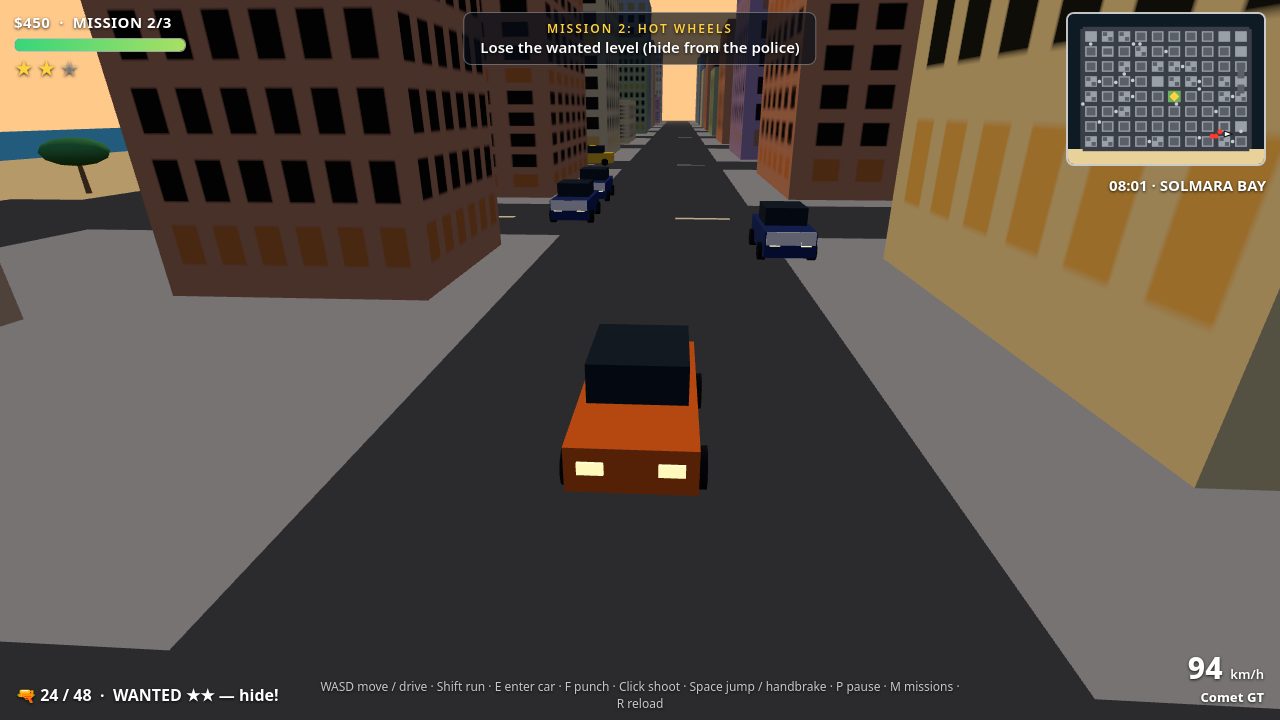 $450 · MISSION 2/3
MISSION 2: HOT WHEELS
Lose the wanted level (hide from the police)
08:01 · SOLMARA BAY
24 / 48 · WANTED ★★ — hide!
WASD move / drive · Shift run · E enter car · F punch · Click shoot · Space jump / handbrake · P pause · M missions ·
R reload
94 km/h
Comet GT